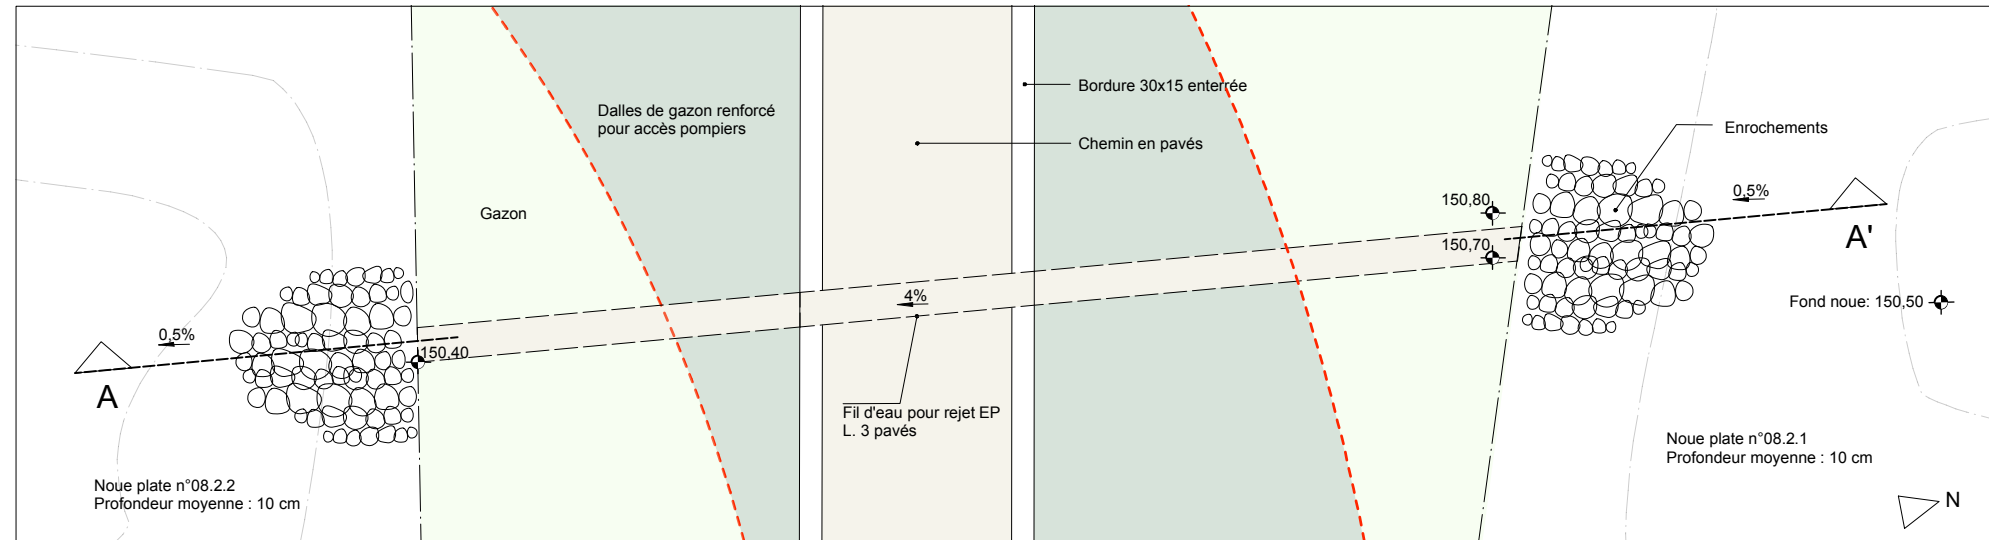 Bordure 30x15 enterrée
Dalles de gazon renforcé
pour accès pompiers
Enrochements
Chemin en pavés
0,5%
150,80
Gazon
A'
150,70
4%
Fond noue: 150,50
0,5%
150,40
A
Fil d'eau pour rejet EP
L. 3 pavés
Noue plate n°08.2.1
Profondeur moyenne : 10 cm
Noue plate n°08.2.2
Profondeur moyenne : 10 cm
N